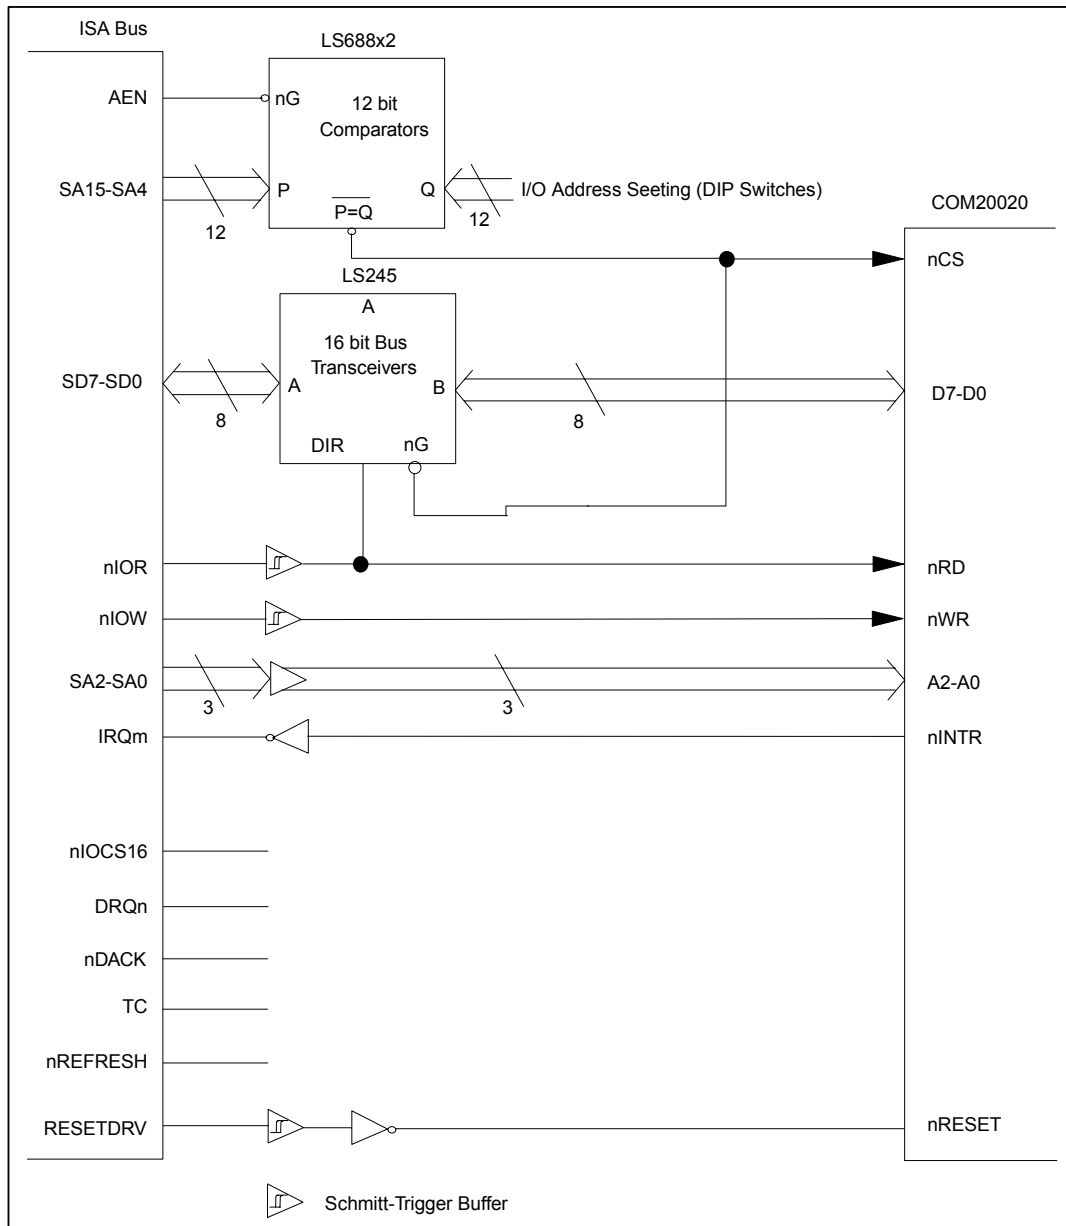 ISA Bus
LS688x2
AEN
nG
12 bit
Comparators
SA15-SA4
P
Q
I/O Address Seeting (DIP Switches)
12
P=Q
12
COM20020
nCS
LS245
A
16 bit Bus
Transceivers
SD7-SD0
A
B
D7-D0
8
8
DIR
nG
nIOR
nRD
nIOW
nWR
SA2-SA0
A2-A0
3
3
IRQm
nINTR
nIOCS16
DRQn
nDACK
TC
nREFRESH
RESETDRV
nRESET
Schmitt-Trigger Buffer